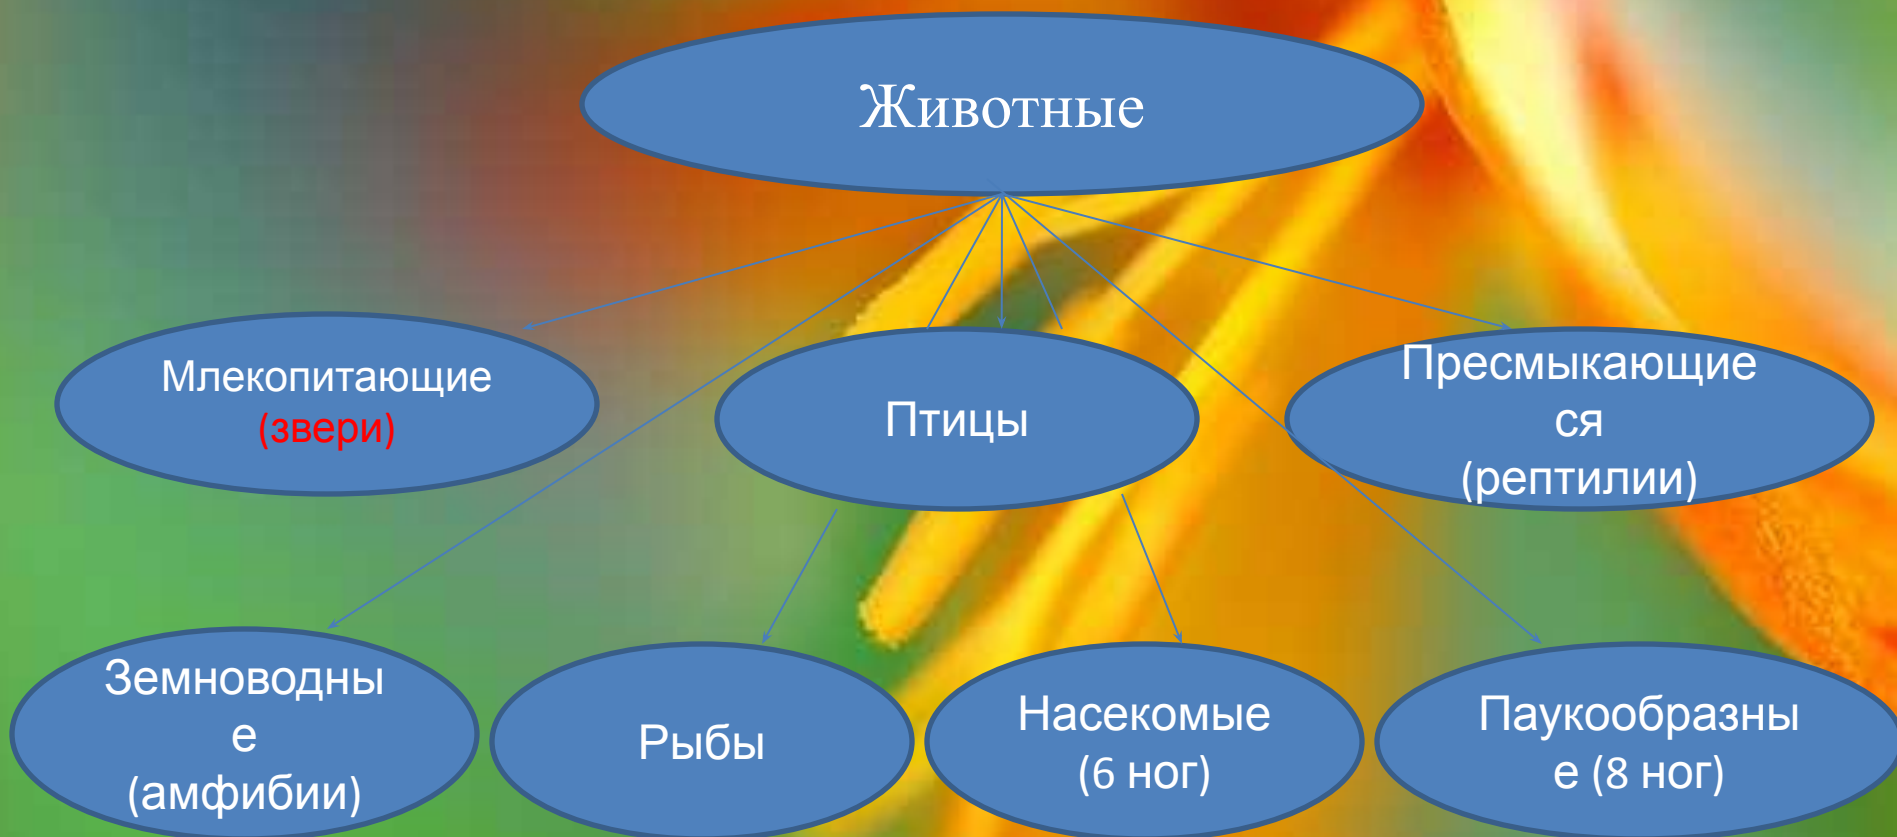 Животные
Млекопитающие
(звери)
Птицы
Пресмыкающие
ся
(рептилии)
Земноводны
е
(амфибии)
Рыбы
Насекомые
(6 ног)
Паукообразны
е (8 ног)